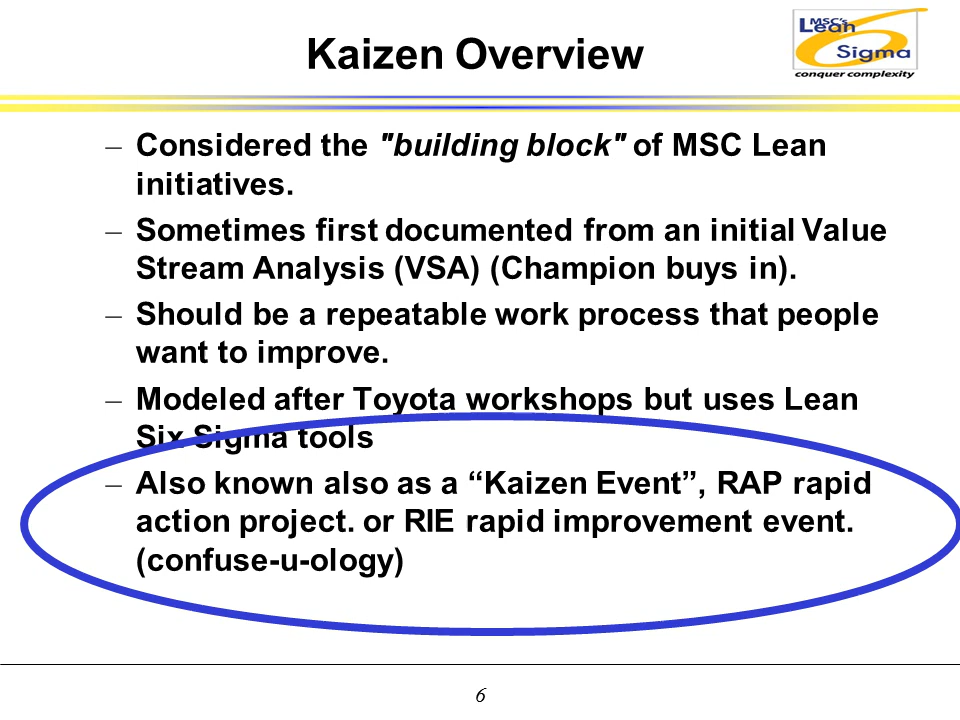 Kaizen Overview
MSC's
Lean
Sigma
conquer complexity
– Considered the "building block" of MSC Lean
initiatives.
– Sometimes first documented from an initial Value
Stream Analysis (VSA) (Champion buys in).
– Should be a repeatable work process that people
want to improve.
– Modeled after Toyota workshops but uses Lean
Six Sigma tools
– Also known also as a “Kaizen Event”, RAP rapid
action project. or RIE rapid improvement event.
(confuse-u-ology)
6